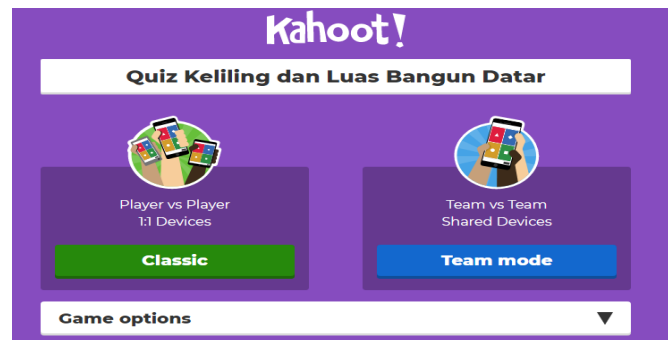 Kahoot!
Quiz Keliling dan Luas Bangun Datar
Player vs Player
1:1 Devices
Classic
Team vs Team
Shared Devices
Team mode
Game options